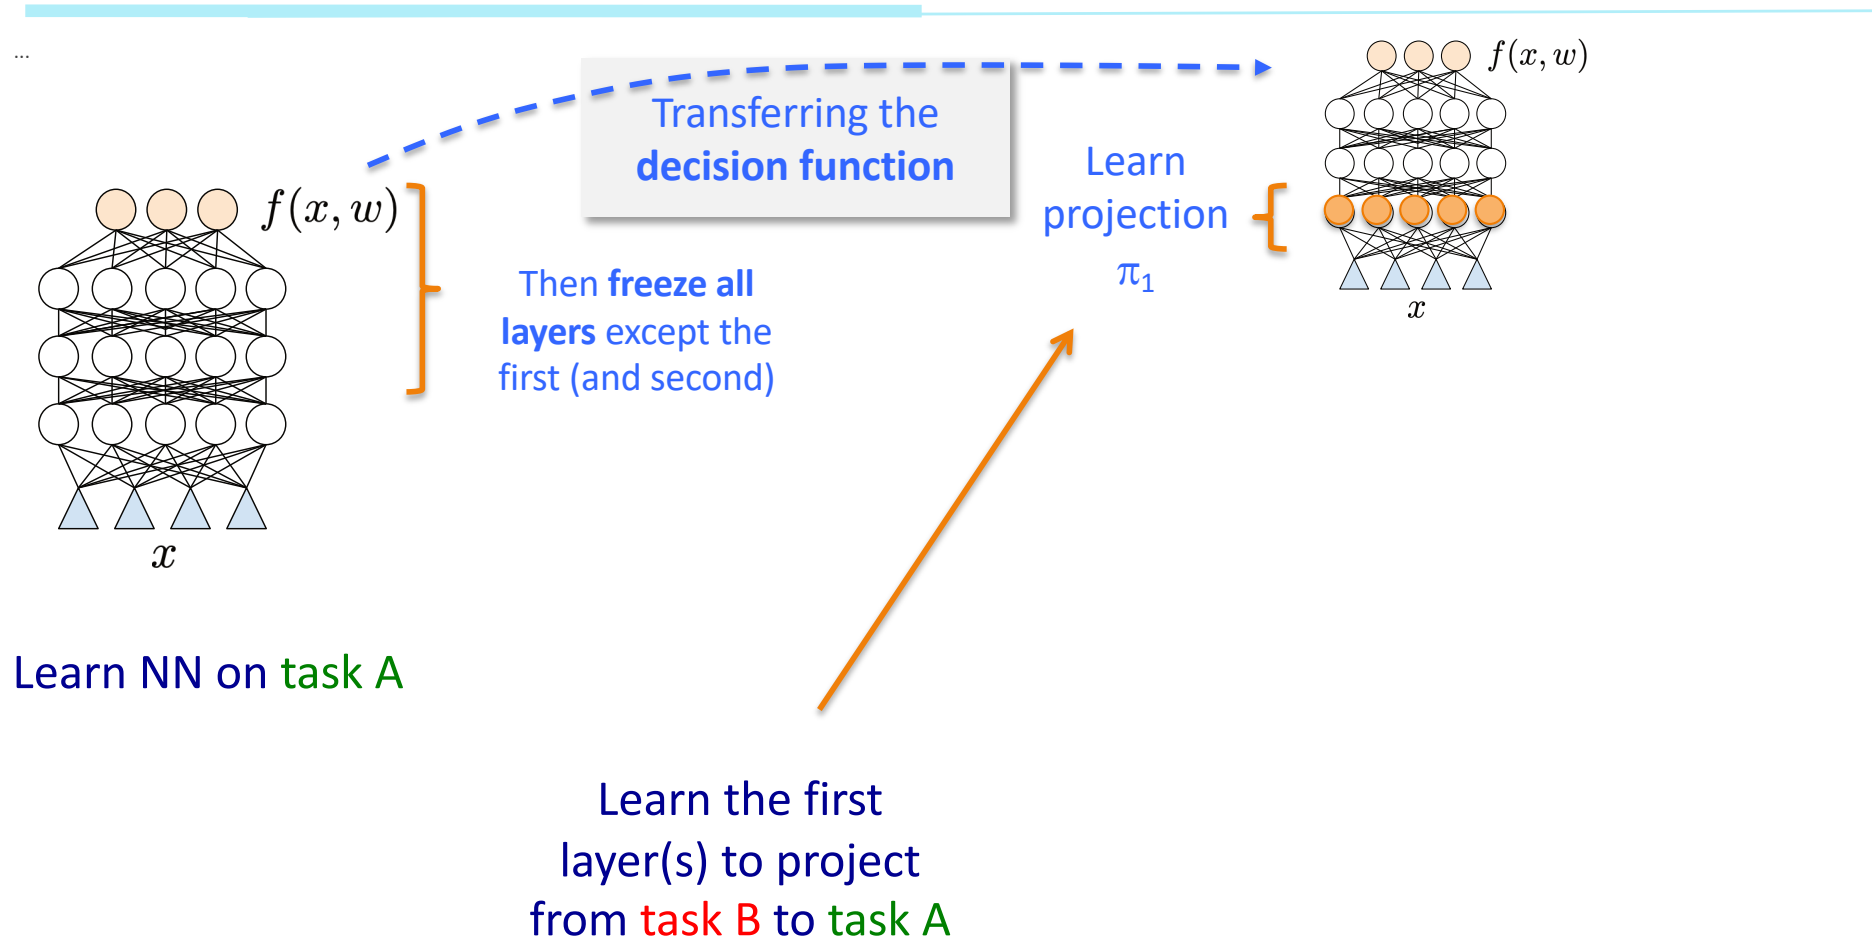 ...
f(x, w)
Transferring the
decision function
Learn
projection
π₁
f(x, w)
x
Then freeze all
layers except the
first (and second)
x
Learn NN on task A
Learn the first
layer(s) to project
from task B to task A